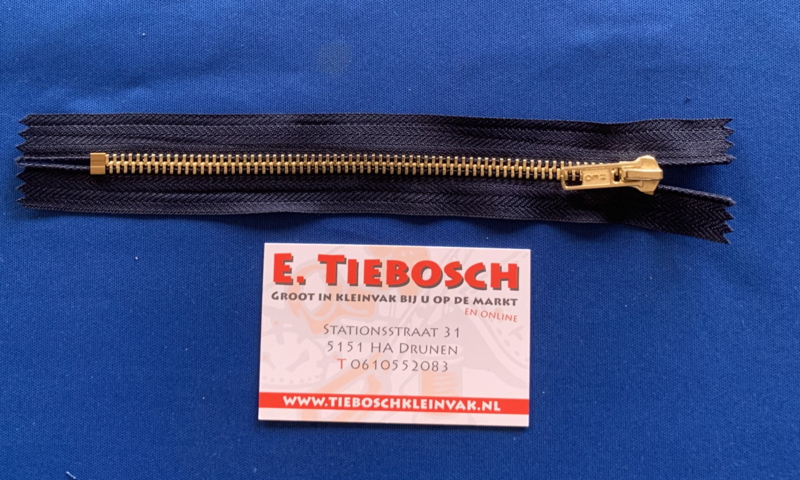 E. TIEBOSCH
GROOT IN KLEINVAK BIJ U OP DE MARKT
EN ONLINE
STATIONSSTRAAT 31
5151 HA DRUNEN
T 0610552083
WWW.TIEBOSCHKLEINVAK.NL